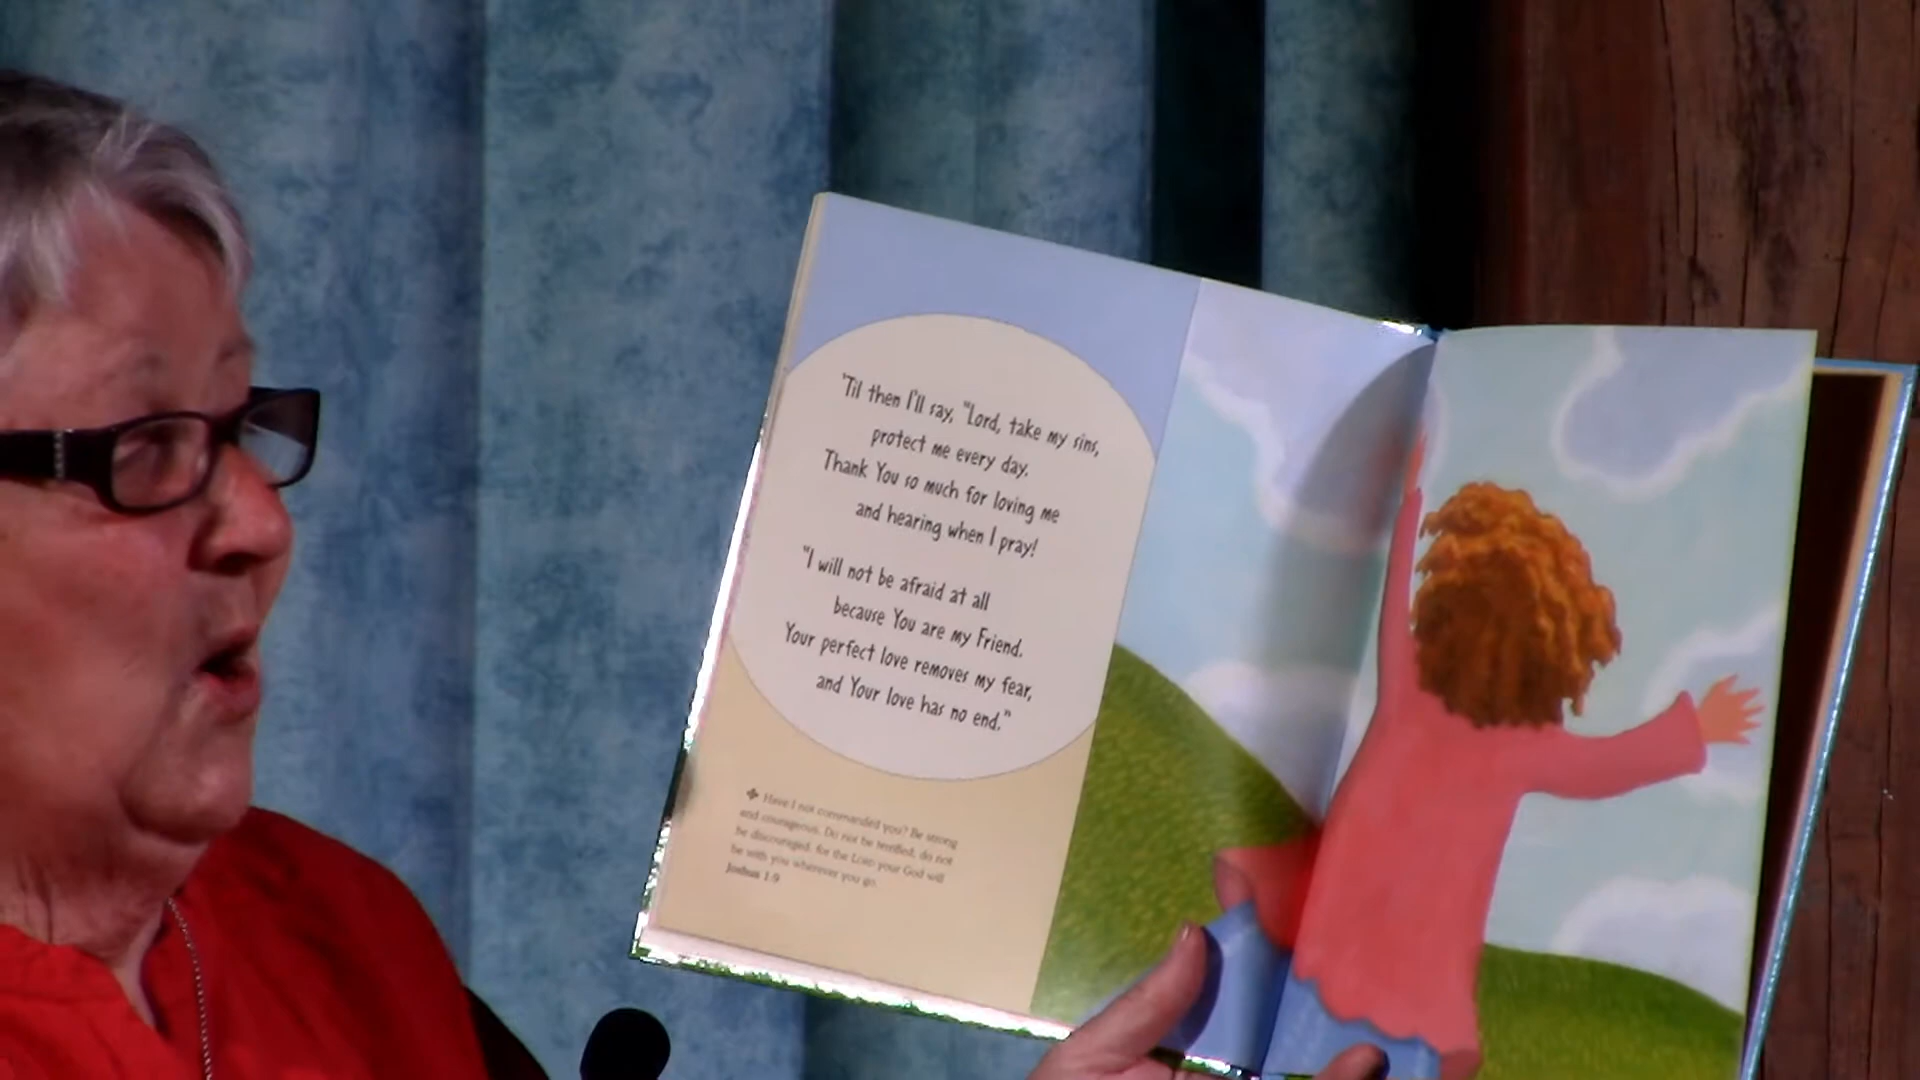 'Til then I'll say, "Lord, take my sins,
protect me every day.
Thank You so much for loving me
and hearing when I pray!
"I will not be afraid at all
because You are my Friend.
Your perfect love removes my fear,
and Your love has no end."
Have I not commanded you? Be strong
and courageous. Do not be terrified; do not
be discouraged, for the LORD your God will
be with you wherever you go.
Joshua 1:9